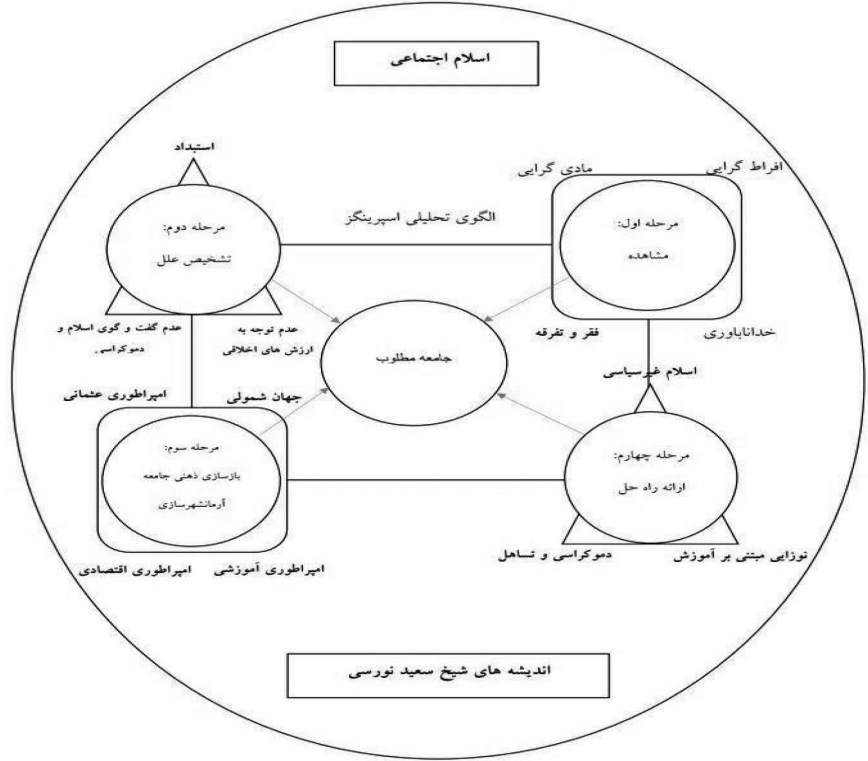 اسلام اجتماعی
استبداد
افراط گرایی
مادی گرایی
الگوی تحلیلی اسپرینگز
مرحله اول:
مشاهده
مرحله دوم:
تشخیص علل
خداناباوری
فقر و تفرقه
عدم توجه به
ارزش های اخلاقی
عدم گفت و گوی اسلام و
دموکراسی
جامعه مطلوب
اسلام غیرسیاسی
جهان شمولی
امپراطوری عثمانی
مرحله چهارم:
ارائه راه حل
مرحله سوم:
بازسازی ذهنی جامعه
آرمانشهرسازی
نوزایی مبتنی بر آموزش
دموکراسی و تساهل
امپراطوری آموزشی
امپراطوری اقتصادی
اندیشه های شیخ سعید نورسی